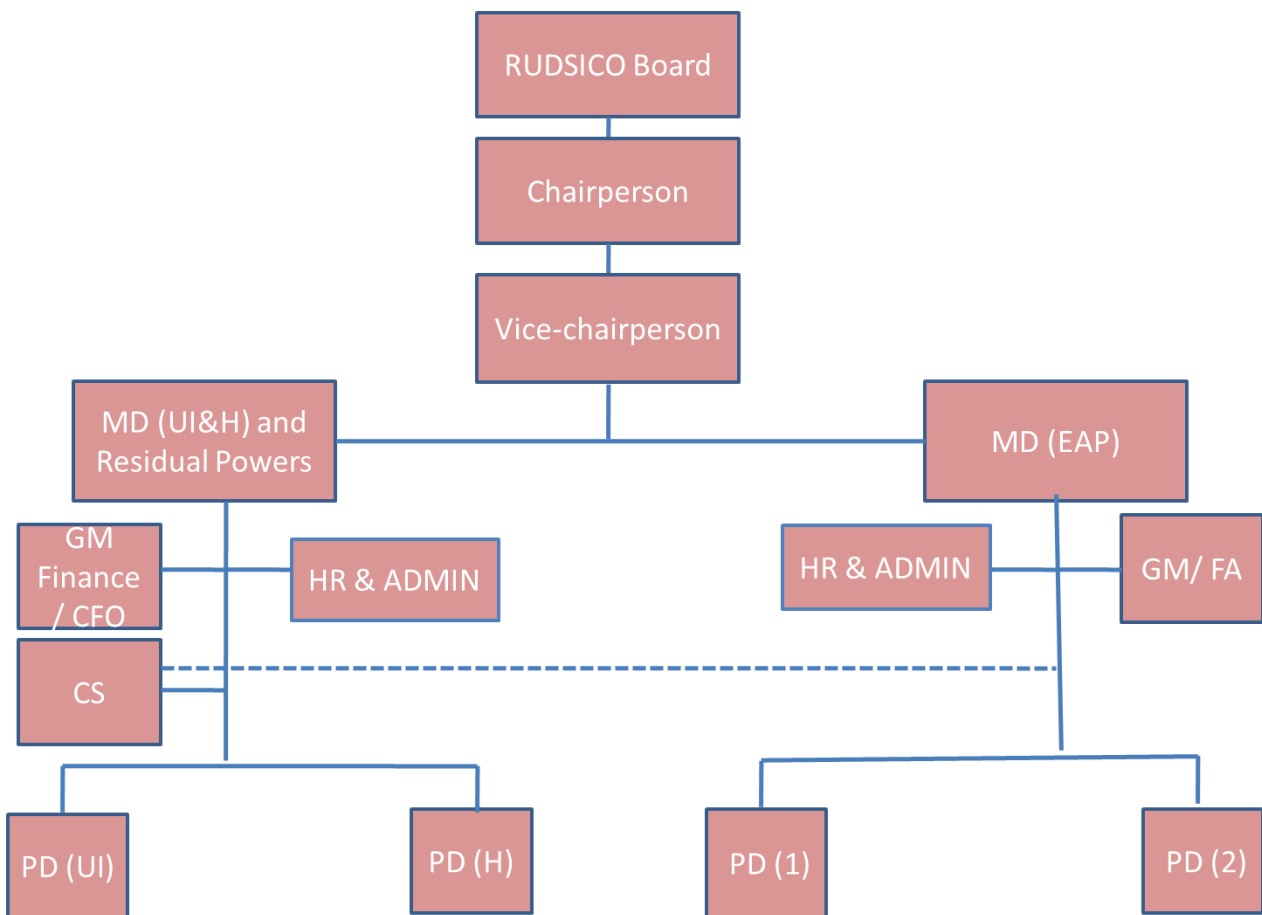 RUDSICO Board
Chairperson
Vice-chairperson
MD (UI&H) and
Residual Powers
MD (EAP)
GM
Finance
/ CFO
HR & ADMIN
HR & ADMIN
GM/ FA
CS
PD (UI)
PD (H)
PD (1)
PD (2)